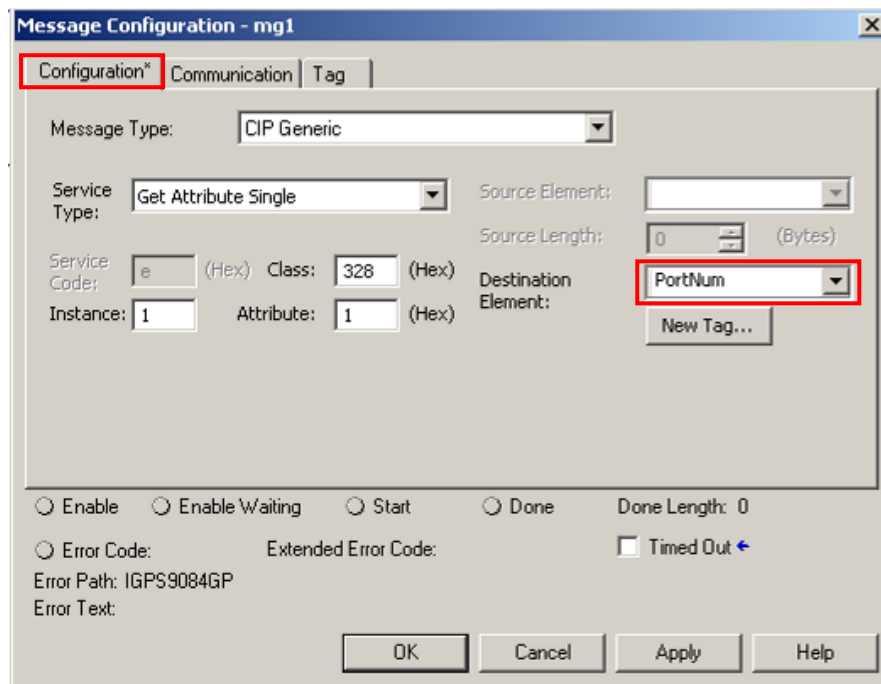 Message Configuration - mg1
Configuration* Communication Tag
Message Type: CIP Generic
Service Type: Get Attribute Single
Source Element:
Source Length: 0 (Bytes)
Service Code: e (Hex) Class: 328 (Hex)
Destination Element: PortNum
Instance: 1 Attribute: 1 (Hex)
New Tag...
Enable Enable Waiting Start Done Done Length: 0
Error Code: Extended Error Code: Timed Out
Error Path: IGPS9084GP
Error Text:
OK Cancel Apply Help